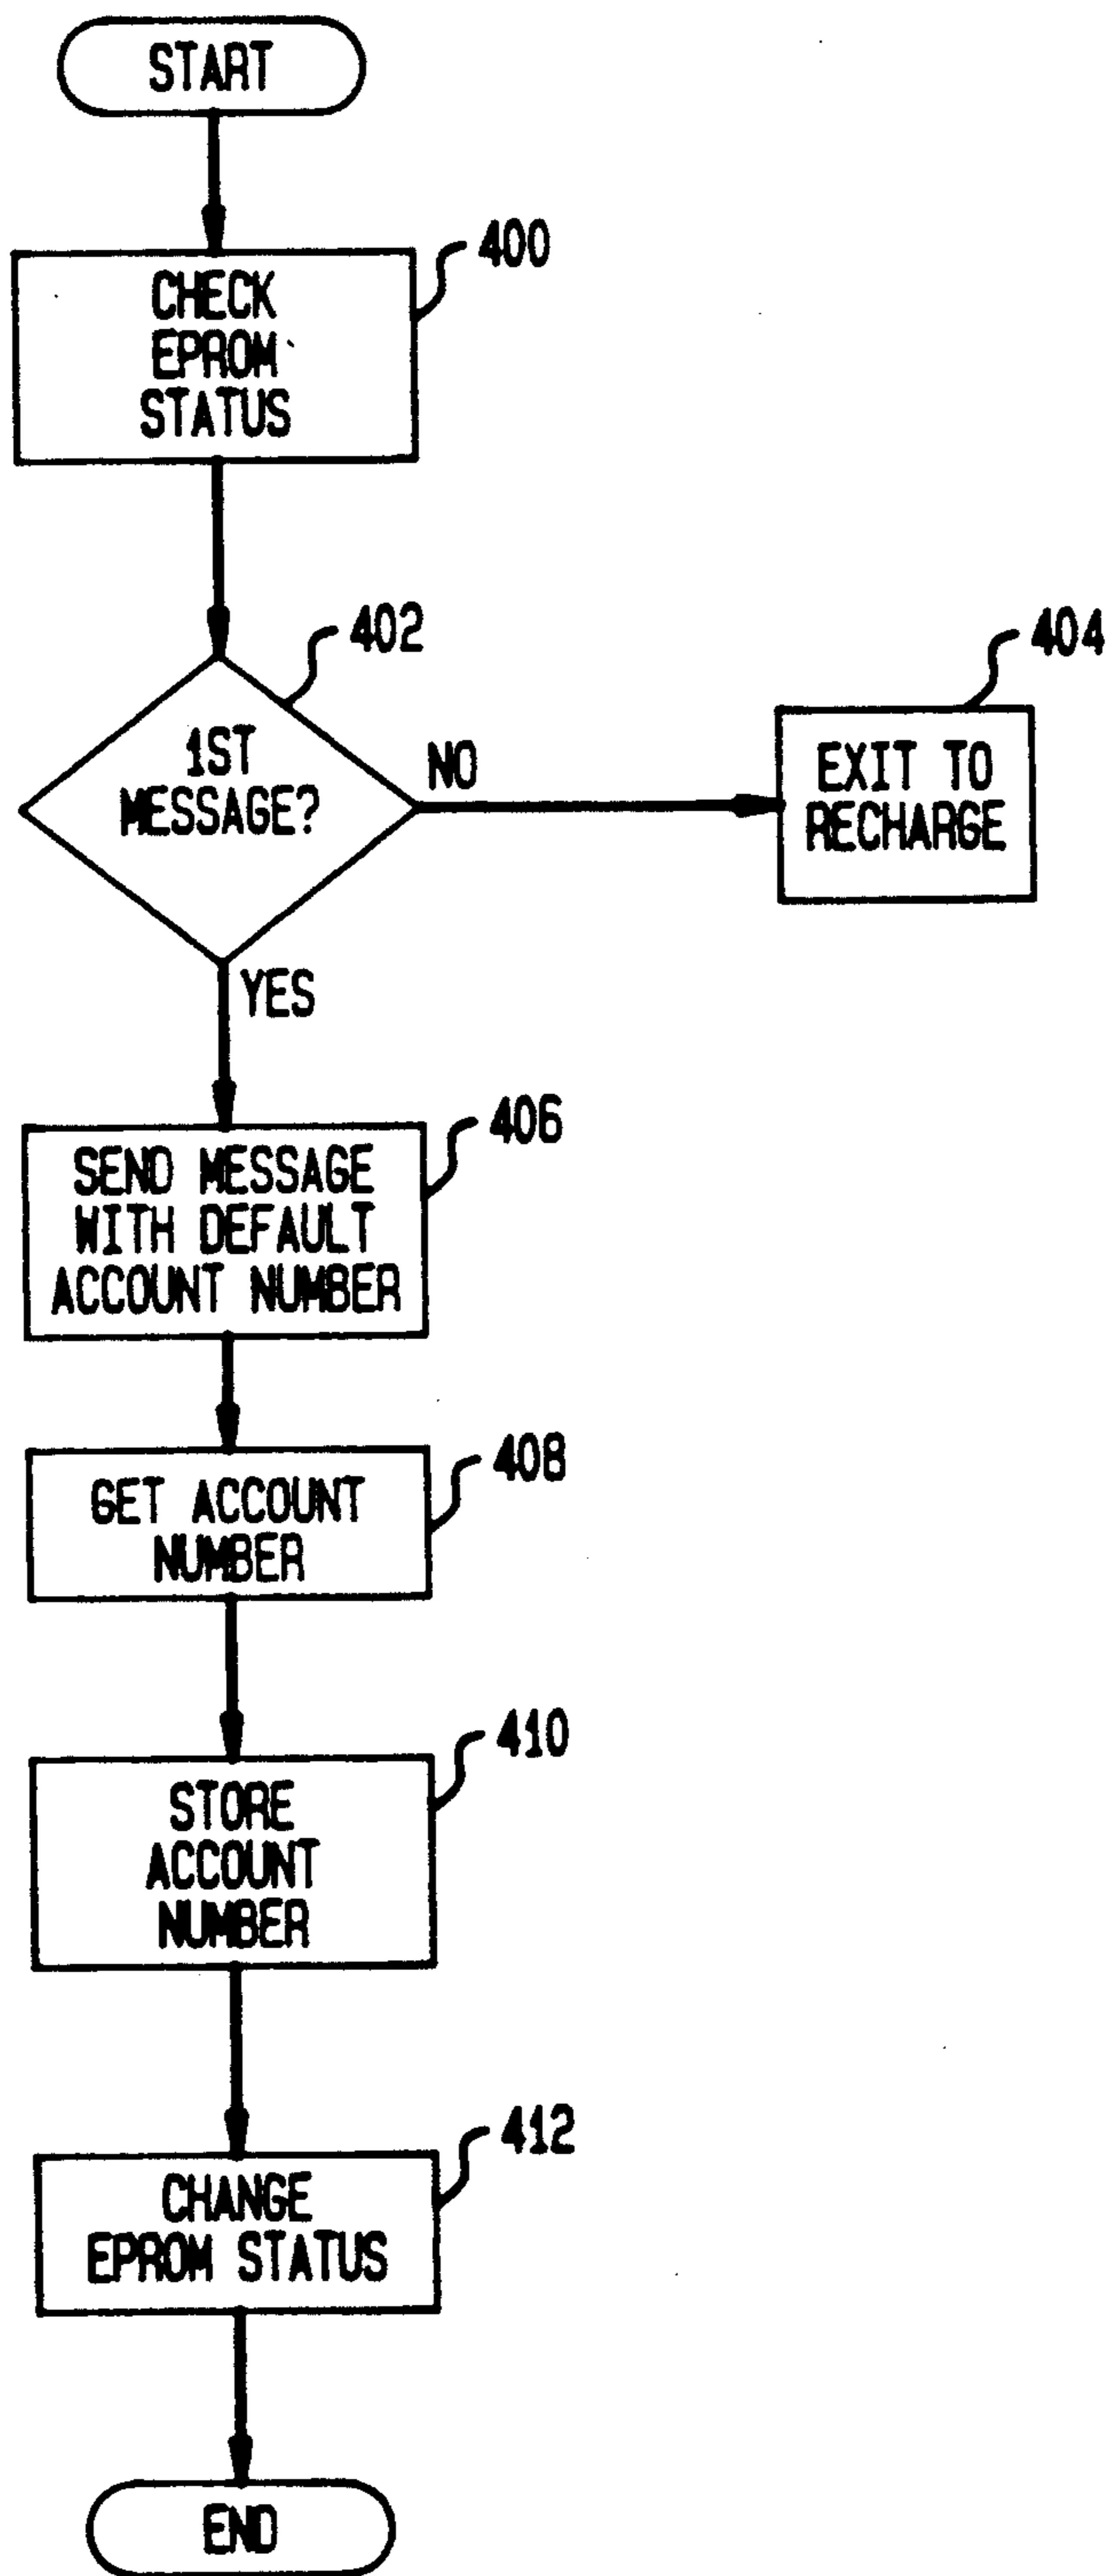 START
400
CHECK
EPROM
STATUS
402
1ST
MESSAGE?
NO
404
EXIT TO
RECHARGE
YES
406
SEND MESSAGE
WITH DEFAULT
ACCOUNT NUMBER
408
GET ACCOUNT
NUMBER
410
STORE
ACCOUNT
NUMBER
412
CHANGE
EPROM STATUS
END